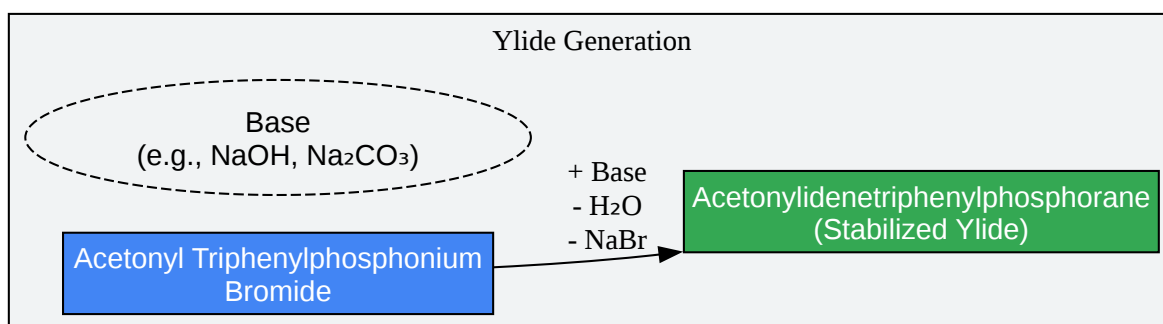 Ylide Generation
Base
(e.g., NaOH, Na₂CO₃)
+ Base
- H₂O
- NaBr
Acetonylidenetriphenylphosphorane
(Stabilized Ylide)
Acetonyl Triphenylphosphonium
Bromide